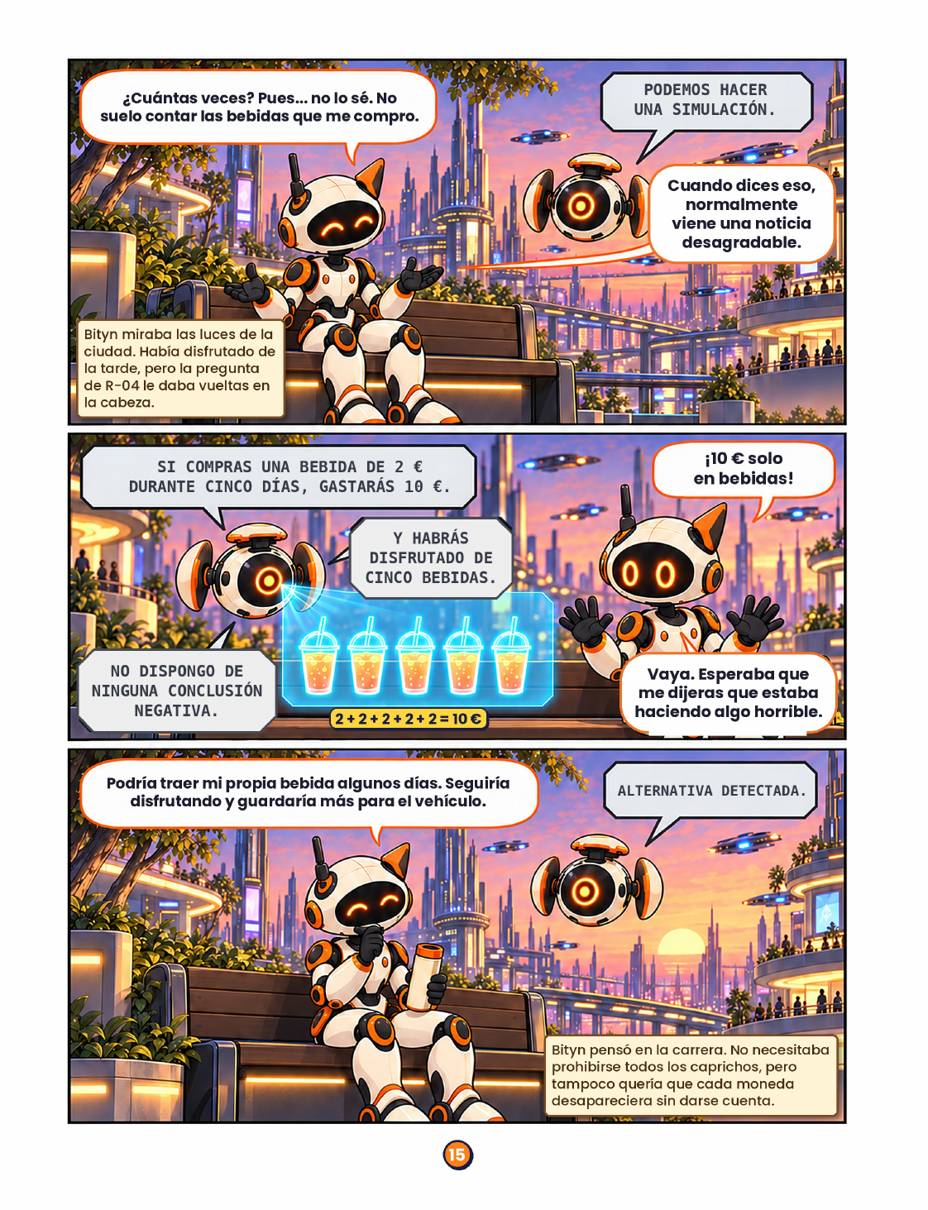 ¿Cuántas veces? Pues... no lo sé. No
suelo contar las bebidas que me compro.
PODEMOS HACER
UNA SIMULACIÓN.
Cuando dices eso,
normalmente
viene una noticia
desagradable.
Bityn miraba las luces de la
ciudad. Había disfrutado de
la tarde, pero la pregunta
de R-04 le daba vueltas en
la cabeza.
SI COMPRAS UNA BEBIDA DE 2 €
DURANTE CINCO DÍAS, GASTARÁS 10 €.
¡10 € solo
en bebidas!
Y HABRÁS
DISFRUTADO DE
CINCO BEBIDAS.
NO DISPONGO DE
NINGUNA CONCLUSIÓN
NEGATIVA.
2 + 2 + 2 + 2 + 2 = 10 €
Vaya. Esperaba que
me dijeras que estaba
haciendo algo horrible.
Podría traer mi propia bebida algunos días. Seguiría
disfrutando y guardaría más para el vehículo.
ALTERNATIVA DETECTADA.
Bityn pensó en la carrera. No necesitaba
prohibirse todos los caprichos, pero
tampoco quería que cada moneda
desapareciera sin darse cuenta.
15